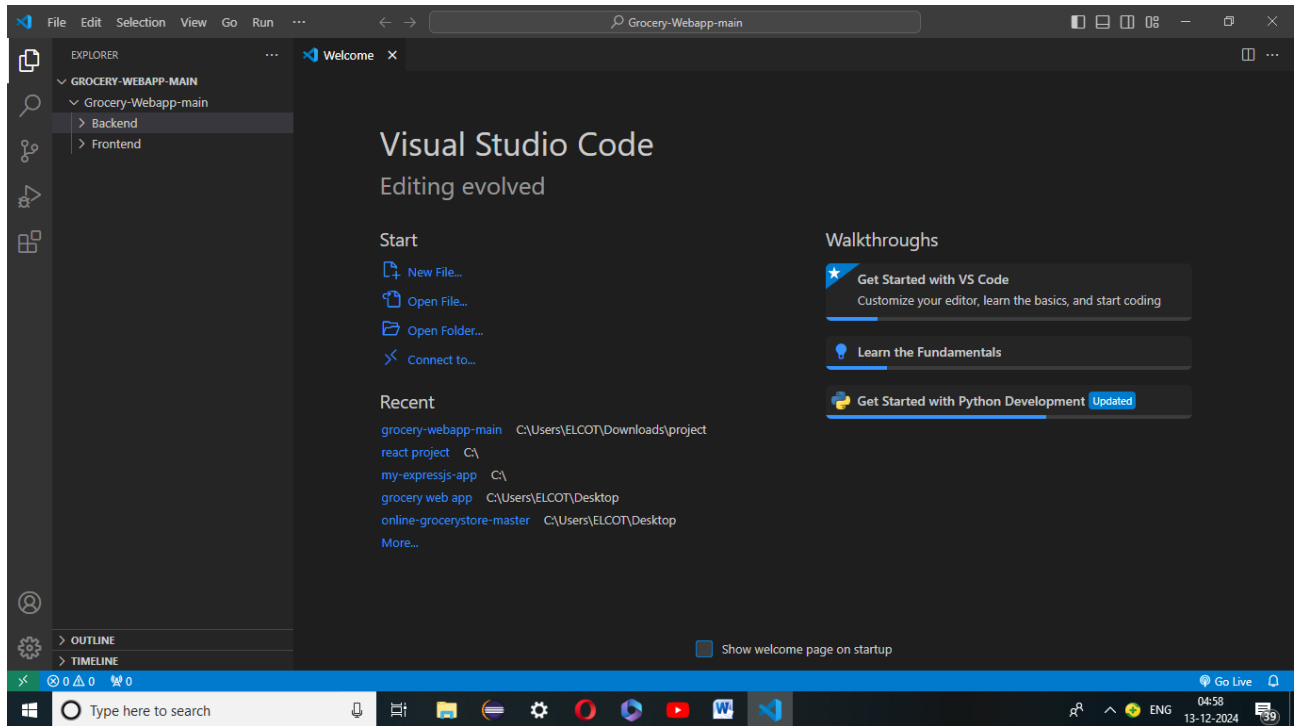 File Edit Selection View Go Run ···
Grocery-Webapp-main
EXPLORER ···
Welcome
GROCERY-WEBAPP-MAIN
Grocery-Webapp-main
Backend
Frontend
Visual Studio Code
Editing evolved
Start
New File...
Open File...
Open Folder...
Connect to...
Recent
grocery-webapp-main C:\Users\ELCOT\Downloads\project
react project C:\
my-expressjs-app C:\
grocery web app C:\Users\ELCOT\Desktop
online-grocerystore-master C:\Users\ELCOT\Desktop
More...
Walkthroughs
Get Started with VS Code
Customize your editor, learn the basics, and start coding
Learn the Fundamentals
Get Started with Python Development Updated
Show welcome page on startup
OUTLINE
TIMELINE
0 0 0
Go Live
Type here to search
W
ENG
04:58
13-12-2024
39